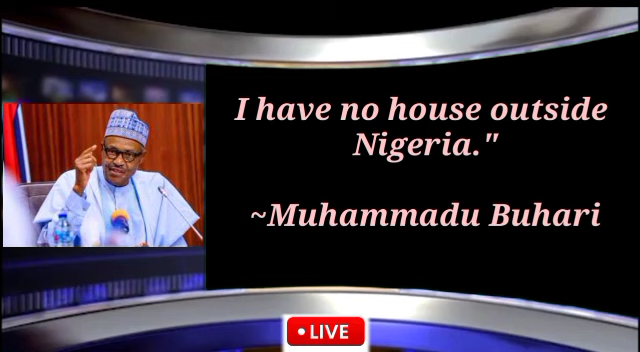 I have no house outside
Nigeria."
~Muhammadu Buhari
• LIVE